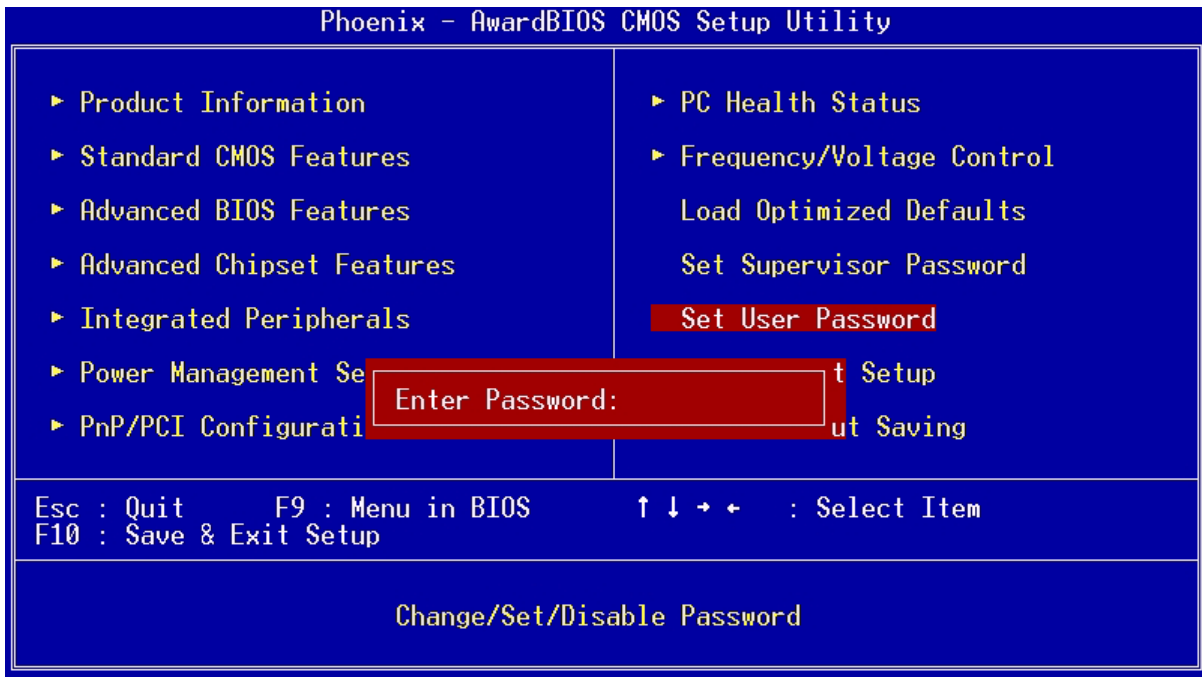 Phoenix - AwardBIOS CMOS Setup Utility
Product Information
Standard CMOS Features
Advanced BIOS Features
Advanced Chipset Features
Integrated Peripherals
Power Management Se
PnP/PCI Configurati
PC Health Status
Frequency/Voltage Control
Load Optimized Defaults
Set Supervisor Password
Set User Password
t Setup
ut Saving
Enter Password:
Esc : Quit F9 : Menu in BIOS ↑ ↓ → ← : Select Item
F10 : Save & Exit Setup
Change/Set/Disable Password